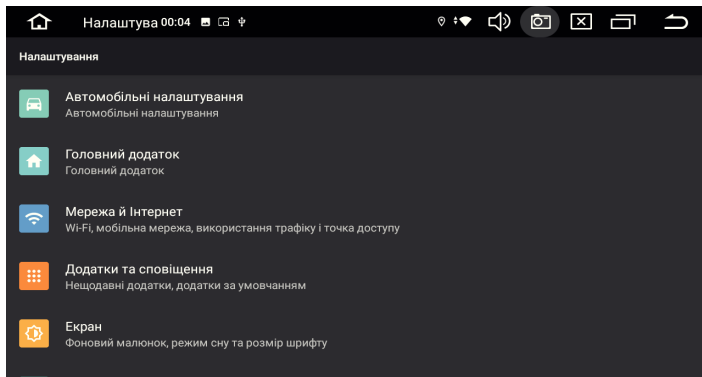 Налаштува 00:04
Налаштування
Автомобільні налаштування
Автомобільні налаштування
Головний додаток
Головний додаток
Мережа й Інтернет
Wi-Fi, мобільна мережа, використання трафіку і точка доступу
Додатки та сповіщення
Нещодавні додатки, додатки за умовчанням
Екран
Фоновий малюнок, режим сну та розмір шрифту